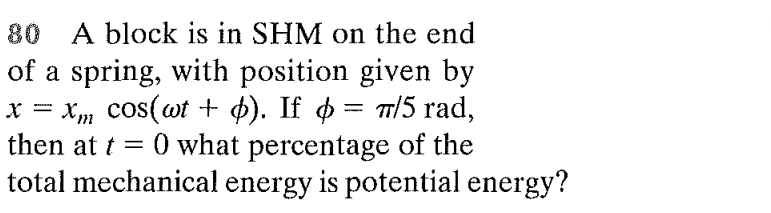 80 A block is in SHM on the end
of a spring, with position given by
x = xₘ cos(ωt + ϕ). If ϕ = π/5 rad,
then at t = 0 what percentage of the
total mechanical energy is potential energy?